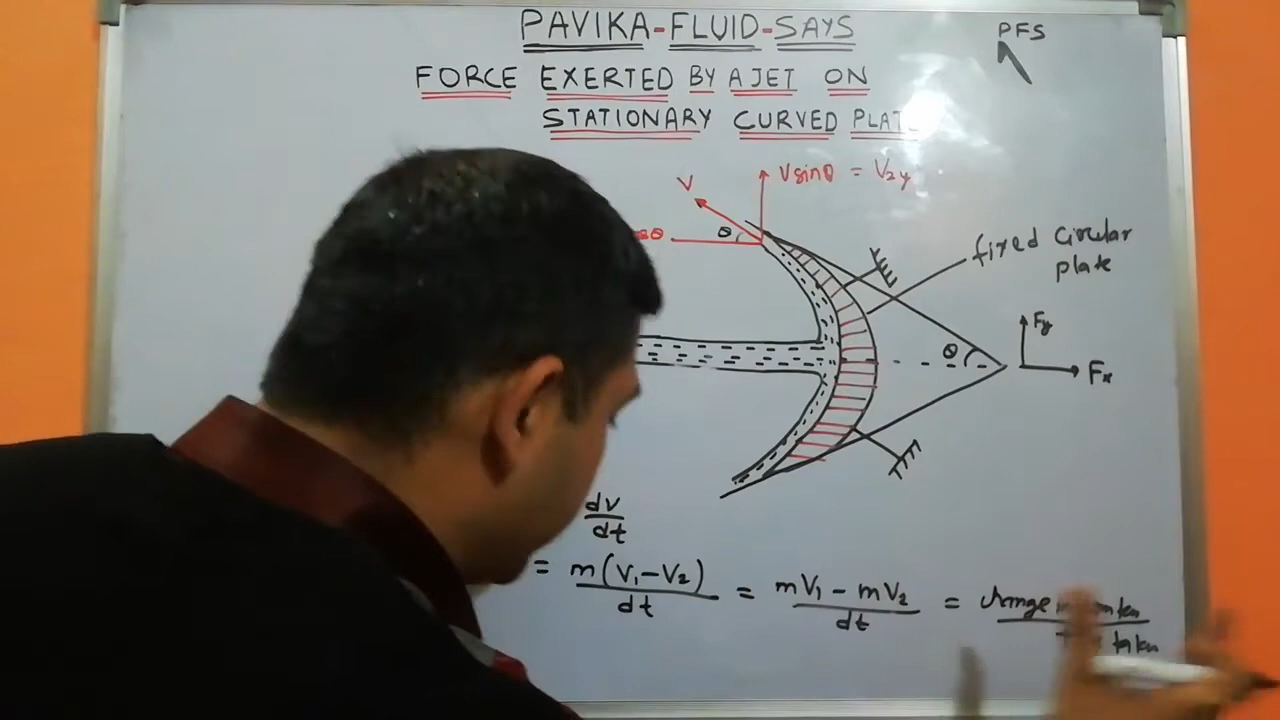 PAVIKA-FLUID-SAYS
PFS
FORCE EXERTED BY A JET ON
STATIONARY CURVED
V
Vsinθ = V2y
θ
θ
fixed Circular
plate
Fy
θ
Fx
dv
dt
= m(V1-V2) = mV1 - mV2 = change
dt dt taken